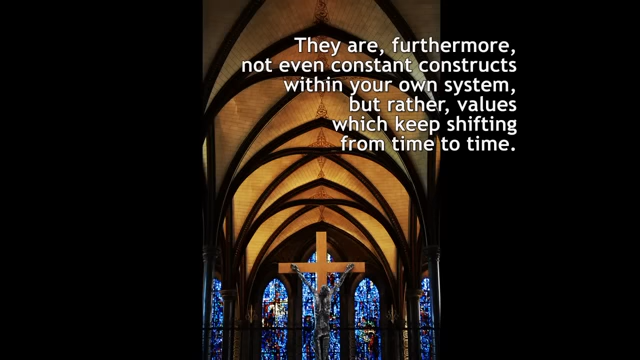 They are, furthermore,
not even constant constructs
within your own system,
but rather, values
which keep shifting
from time to time.